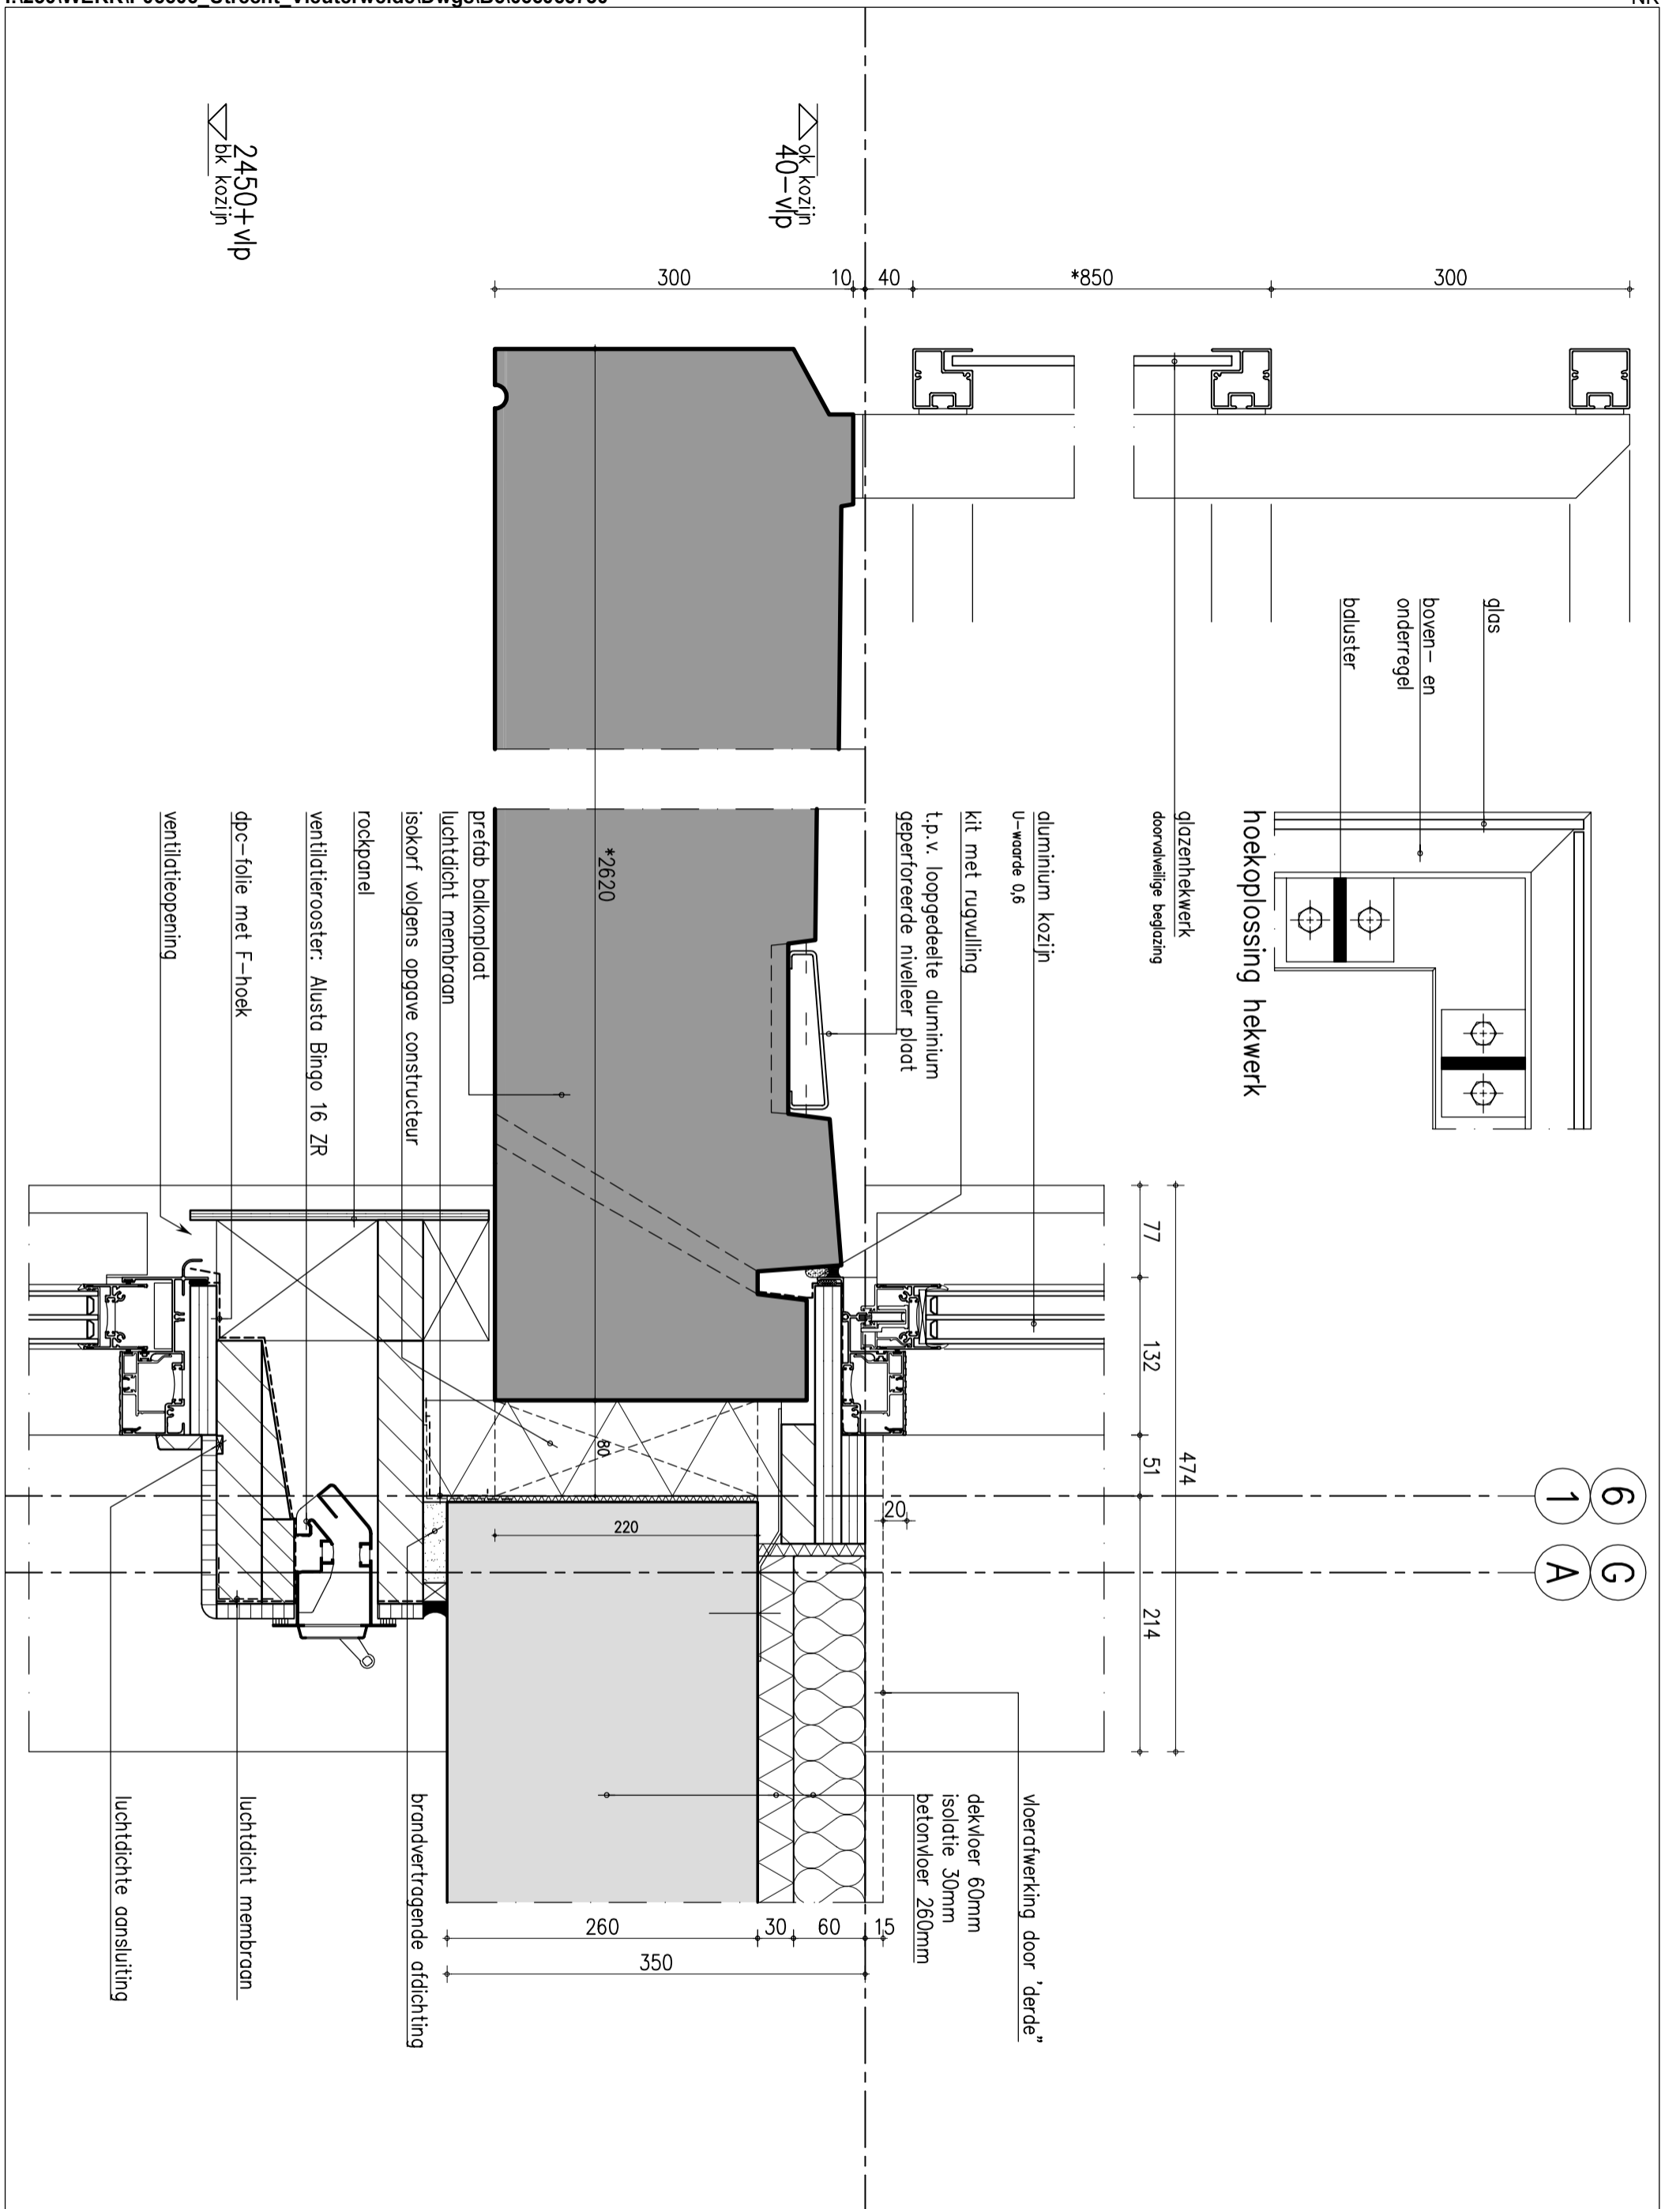 300
*850
40
10
300
ok kozijn
40-vlp
2450+vlp
bk kozijn
glas
boven- en
onderregel
baluster
hoekoplossing hekwerk
glazenhekwerk
doorvalveilige beglazing
aluminium kozijn
U-waarde 0,6
kit met rugvulling
t.p.v. loopgedeelte aluminium
geperforeerde nivelleer plaat
*2620
prefab balkonplaat
luchtdicht membraan
isokorf volgens opgave constructeur
rockpanel
ventilatierooster: Alusta Bingo 16 ZR
dpc-folie met F-hoek
ventilatieopening
77
132
51
214
474
20
80
220
6
1
G
A
vloerafwerking door 'derde"
dekvloer 60mm
isolatie 30mm
betonvloer 260mm
15
60
30
260
350
brandvertragende afdichting
luchtdicht membraan
luchtdichte aansluiting